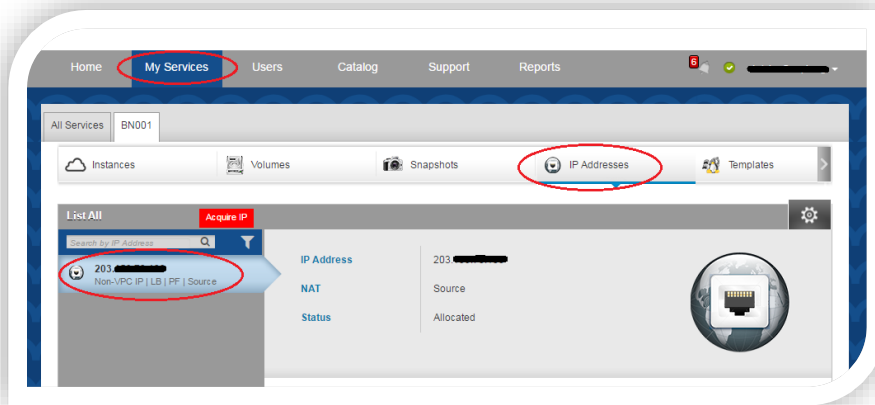 Home My Services Users Catalog Support Reports 6
All Services BN001
Instances Volumes Snapshots IP Addresses Templates
List All Acquire IP
Search by IP Address
203.
Non-VPC IP | LB | PF | Source
IP Address 203.
NAT Source
Status Allocated